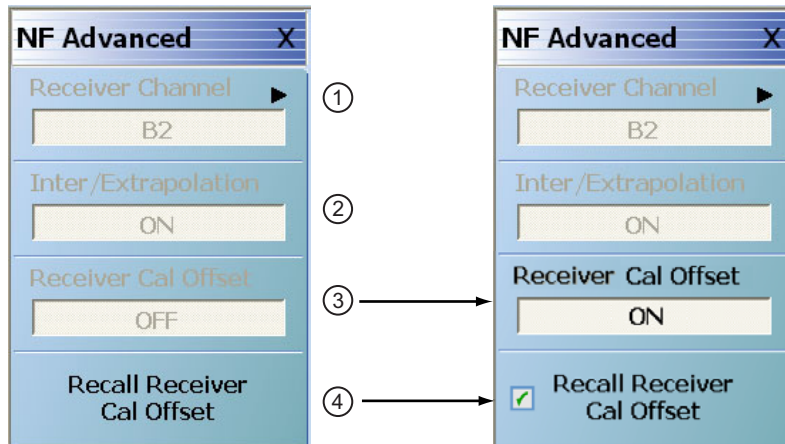 NF Advanced X
Receiver Channel
B2
Inter/Extrapolation
ON
Receiver Cal Offset
OFF
Recall Receiver
Cal Offset
1
2
3
4
NF Advanced X
Receiver Channel
B2
Inter/Extrapolation
ON
Receiver Cal Offset
ON
Recall Receiver
Cal Offset